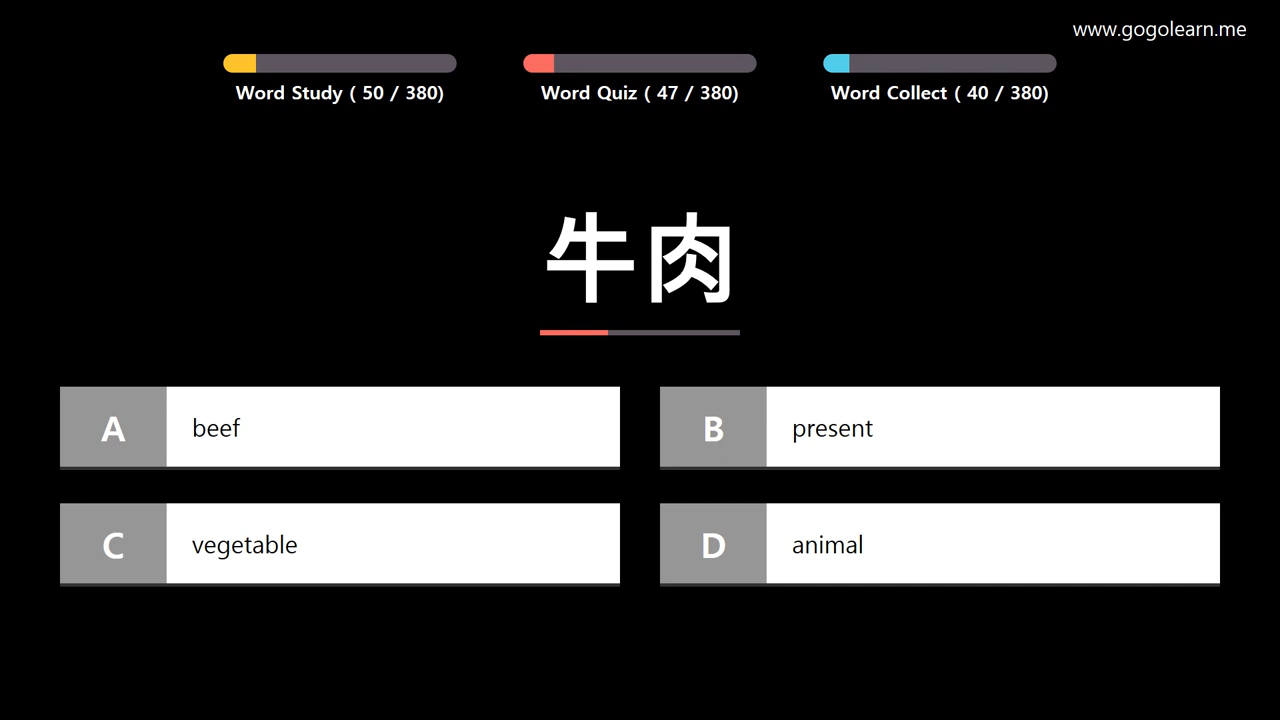 www.gogolearn.me
Word Study ( 50 / 380)
Word Quiz ( 47 / 380)
Word Collect ( 40 / 380)
牛肉
A
beef
B
present
C
vegetable
D
animal